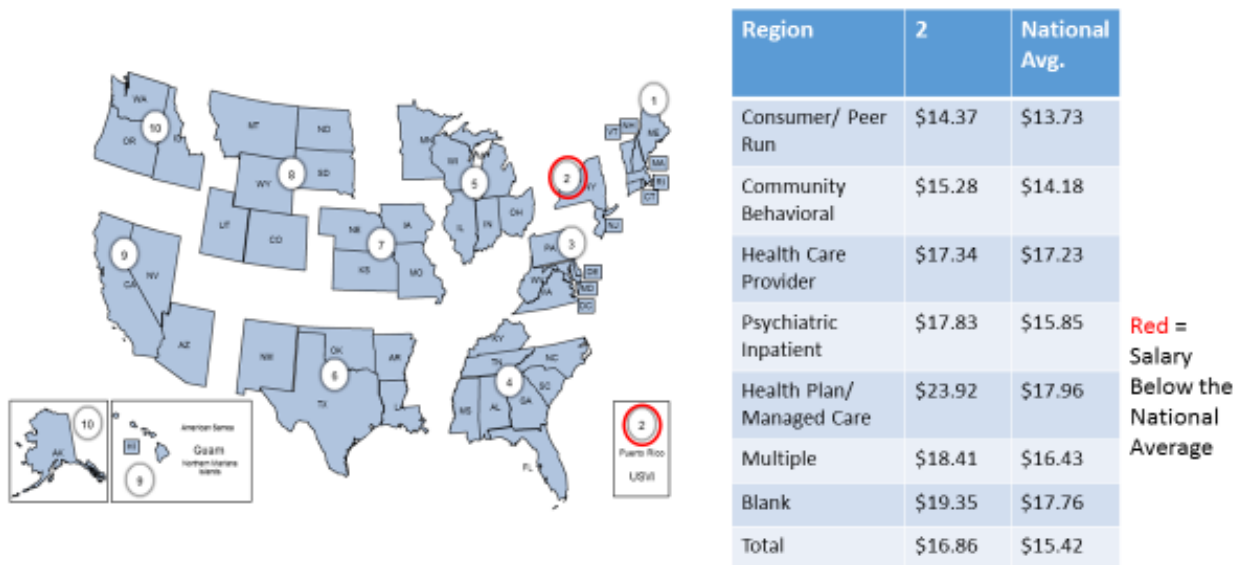 WA
OR
ID
10
MT
ND
SD
WY
8
UT
CO
9
NV
CA
AZ
NE
IA
7
KS
MO
NM
OK
AR
6
TX
LA
MN
WI
5
IL
IN
OH
1
VT
NH
ME
MA
RI
CT
2
NY
NJ
3
PA
DE
WV
MD
VA
DC
KY
TN
NC
4
SC
MS
AL
GA
FL
10
AK
American Samoa
HI
Guam
Northern Mariana
Islands
9
2
Puerto Rico
USVI
Region 2 National
Avg.
Consumer/ Peer $14.37 $13.73
Run
Community $15.28 $14.18
Behavioral
Health Care $17.34 $17.23
Provider
Psychiatric $17.83 $15.85
Inpatient
Health Plan/ $23.92 $17.96
Managed Care
Multiple $18.41 $16.43
Blank $19.35 $17.76
Total $16.86 $15.42
Red =
Salary
Below the
National
Average